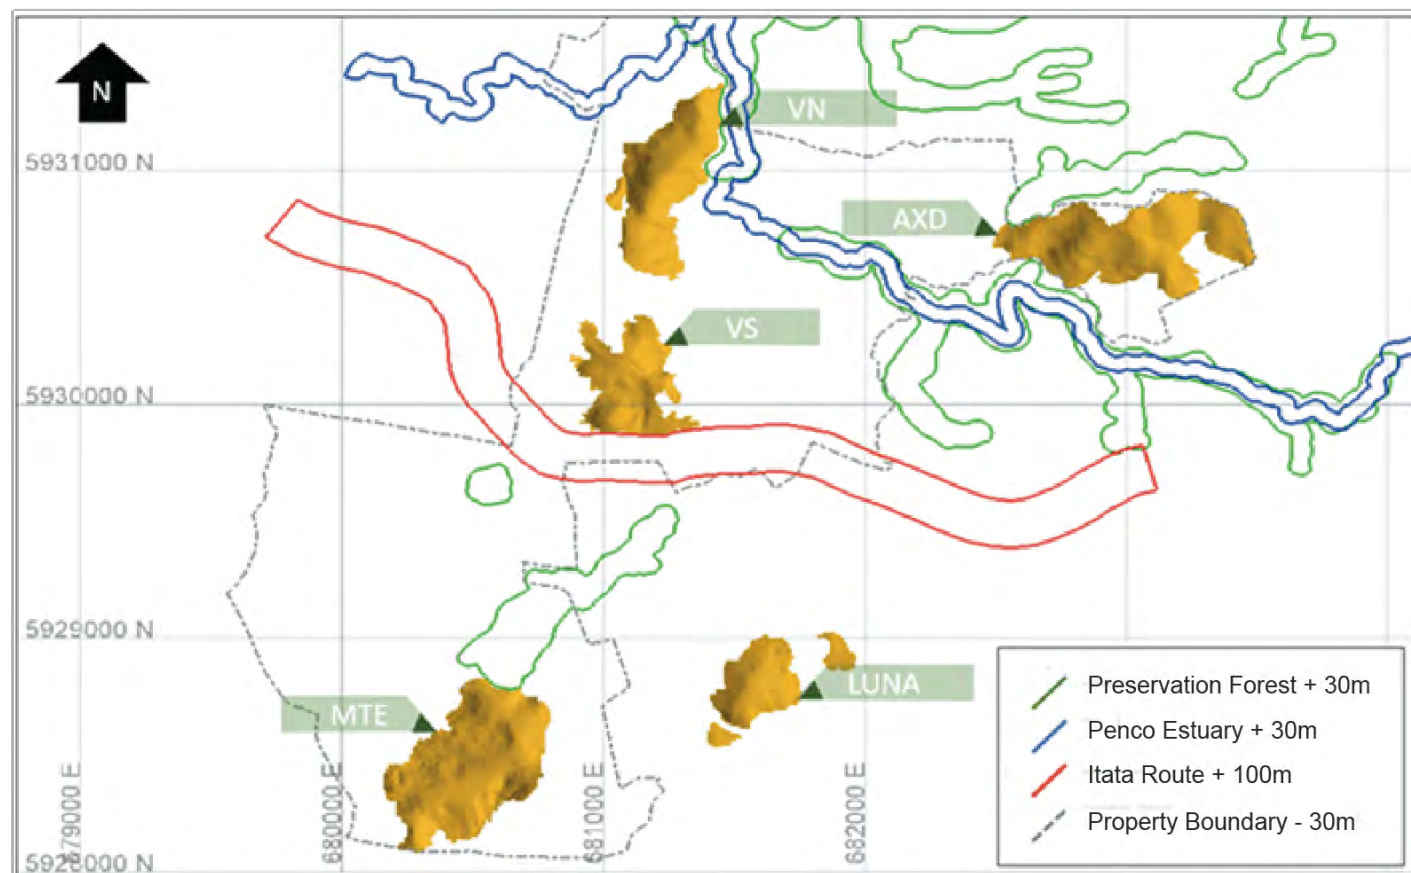 N
VN
5931000 N
AXD
VS
5930000 N
5929000 N
LUNA
MTE
Preservation Forest + 30m
Penco Estuary + 30m
Itata Route + 100m
Property Boundary - 30m
679000 E
680000 E
681000 E
682000 E
5928000 N